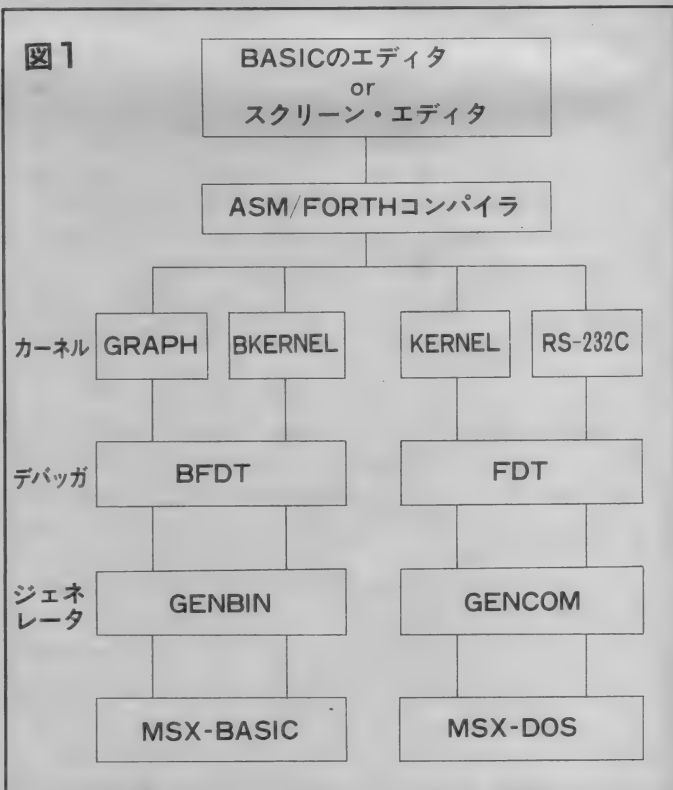 図1
BASICのエディタ
or
スクリーン・エディタ
ASM/FORTHコンパイラ
カーネル
GRAPH
BKERNEL
KERNEL
RS-232C
デバッガ
BFDT
FDT
ジェネ
レータ
GENBIN
GENCOM
MSX-BASIC
MSX-DOS